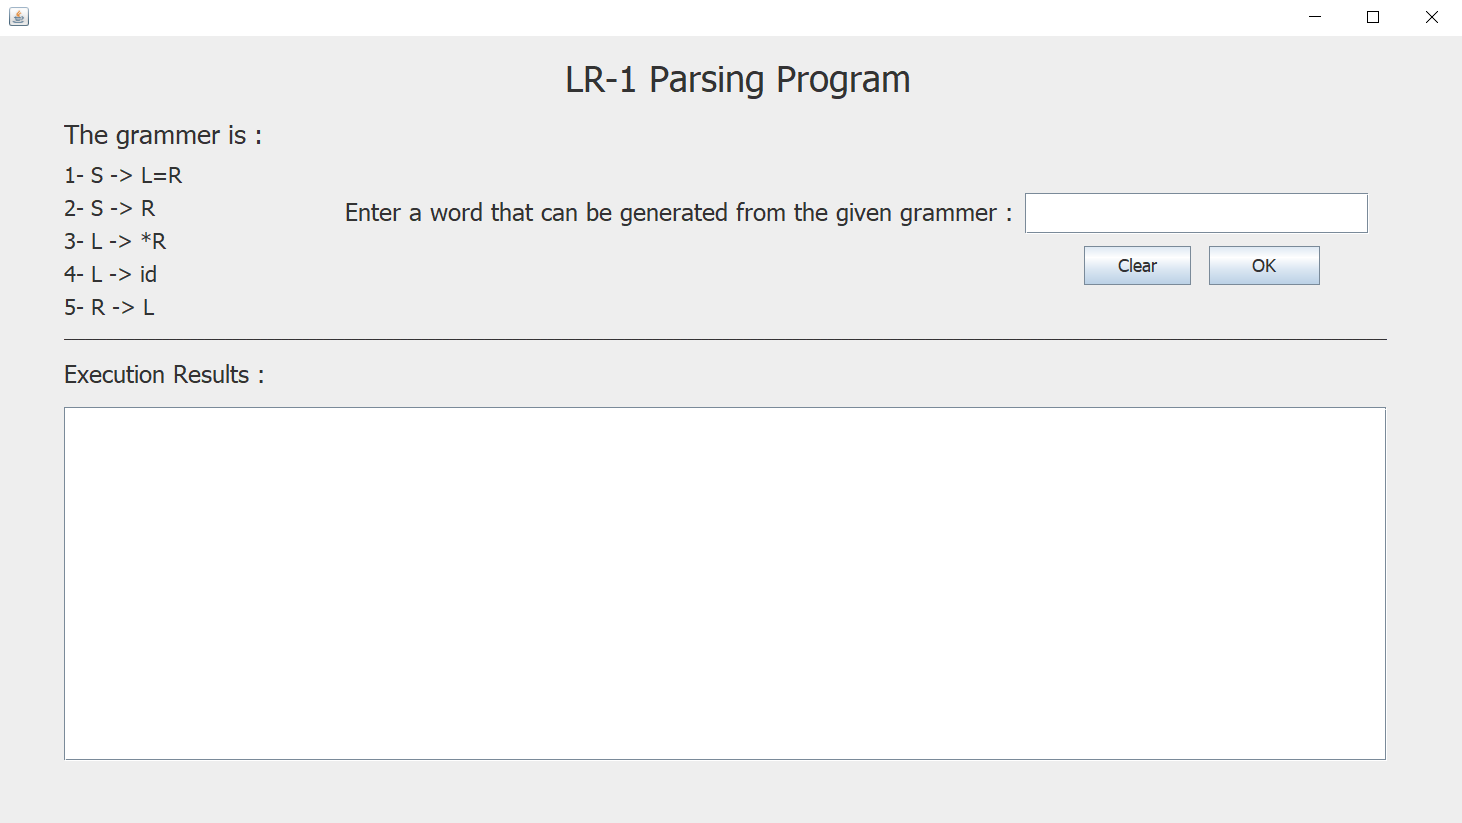 LR-1 Parsing Program
The grammer is :
1- S -> L=R
2- S -> R
3- L -> *R
4- L -> id
5- R -> L
Enter a word that can be generated from the given grammer :
Clear
OK
Execution Results :